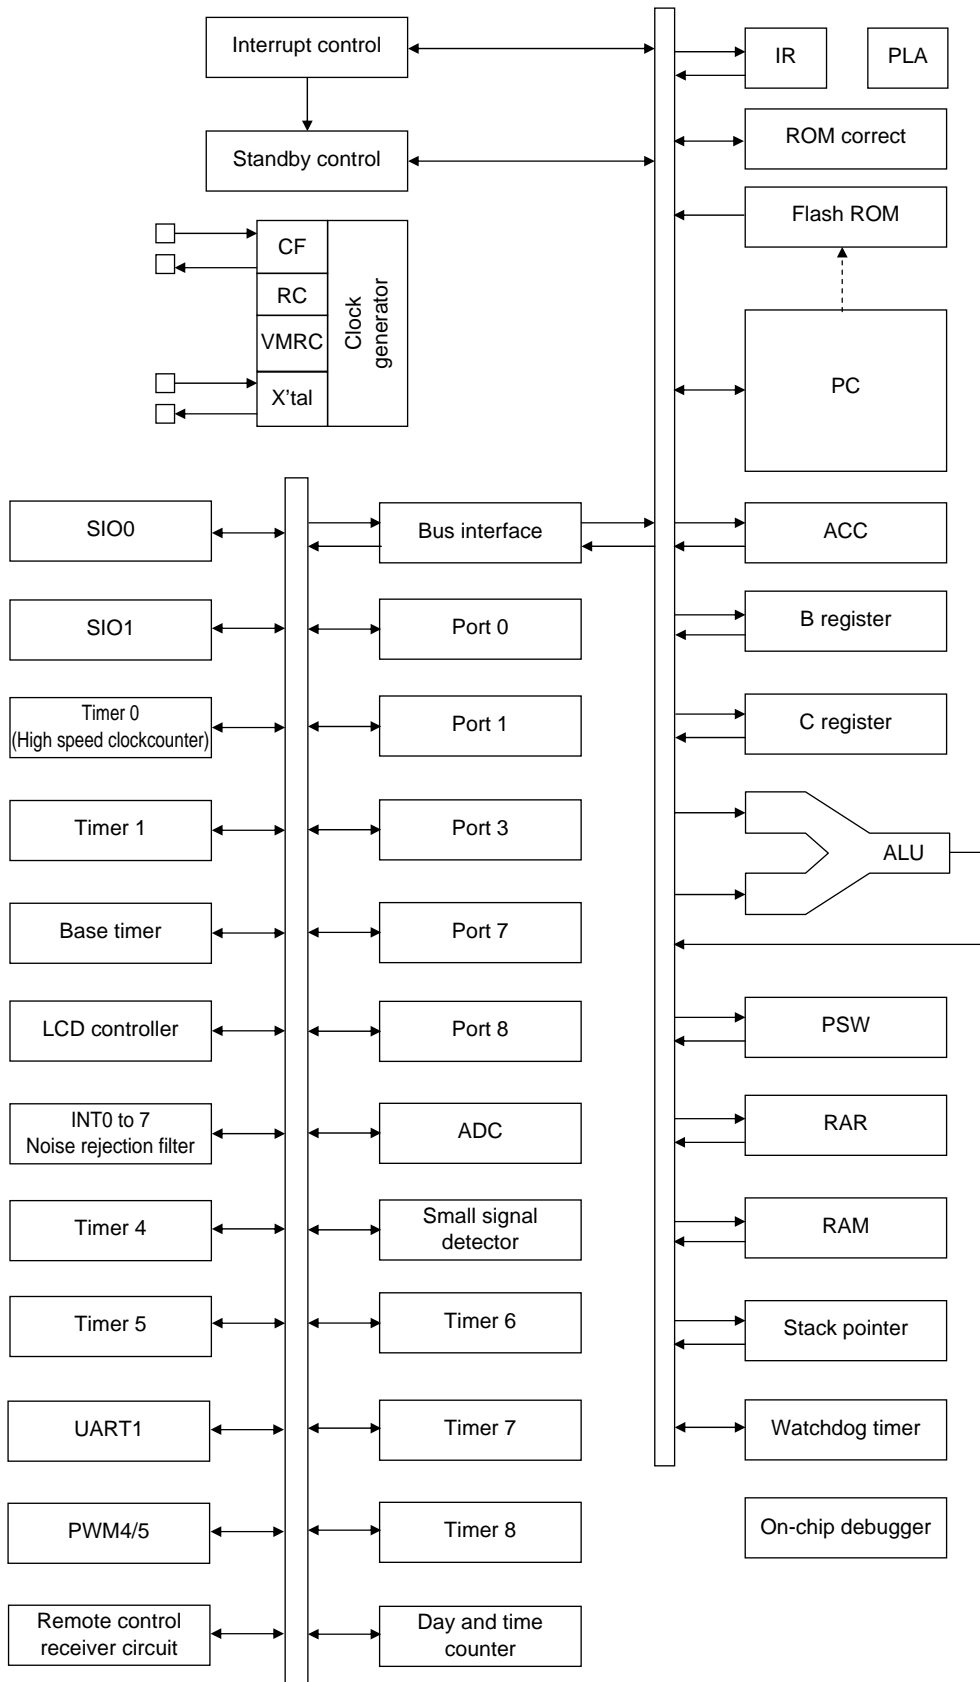 Interrupt control
IR
PLA
Standby control
ROM correct
Flash ROM
CF
RC
VMRC
X'tal
Clock
generator
PC
SIO0
Bus interface
ACC
SIO1
Port 0
B register
Timer 0
(High speed clockcounter)
Port 1
C register
Timer 1
Port 3
ALU
Base timer
Port 7
LCD controller
Port 8
PSW
INT0 to 7
Noise rejection filter
ADC
RAR
Timer 4
Small signal
detector
RAM
Timer 5
Timer 6
Stack pointer
UART1
Timer 7
Watchdog timer
PWM4/5
Timer 8
On-chip debugger
Remote control
receiver circuit
Day and time
counter